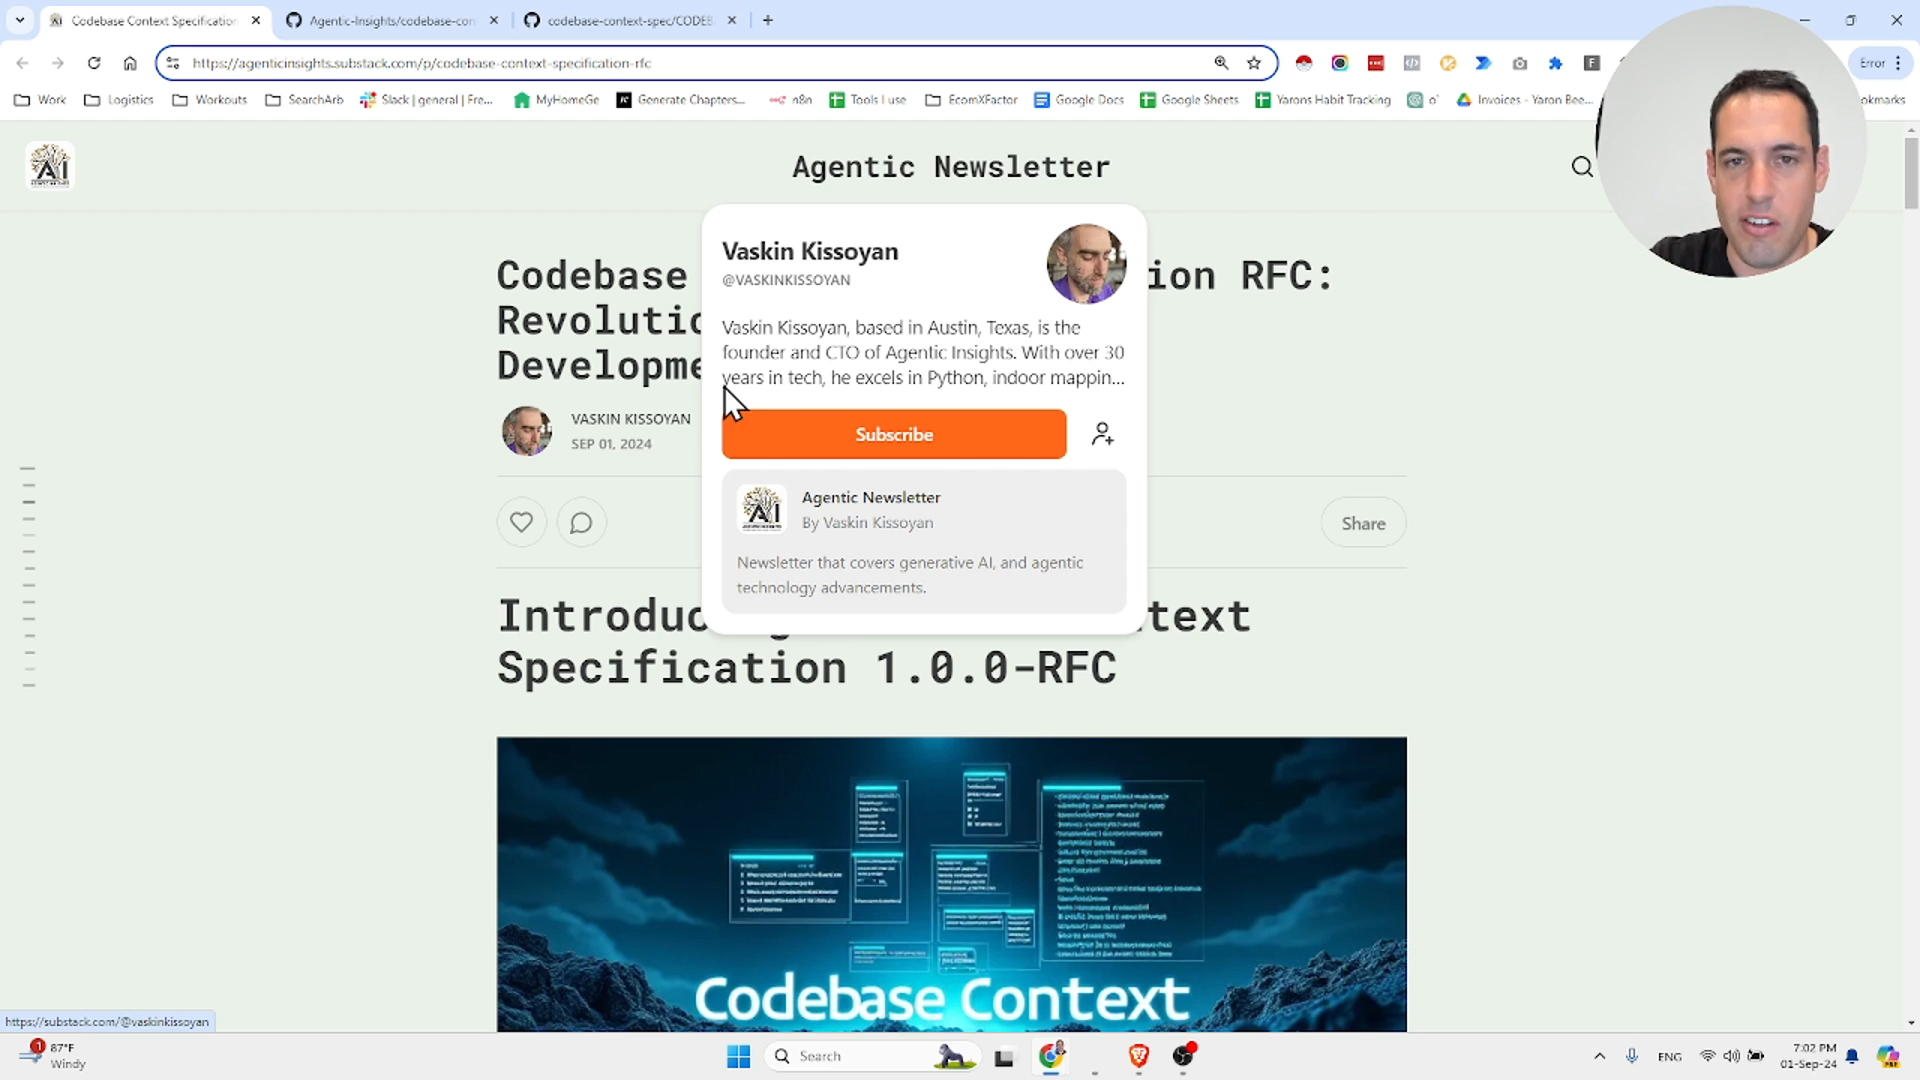 Codebase Context Specification
Agentic-Insights/codebase-con
codebase-context-spec/CODEB
https://agenticinsights.substack.com/p/codebase-context-specification-rfc
Error
Work
Logistics
Workouts
SearchArb
Slack | general | Fre...
MyHomeGe
Generate Chapters...
n8n
Tools I use
EcomXFactor
Google Docs
Google Sheets
Yarons Habit Tracking
o'
Invoices - Yaron Bee...
okmarks
AI
Agentic Newsletter
Codebase
ion RFC:
Revolutio
Developme
Vaskin Kissoyan
@VASKINKISSOYAN
Vaskin Kissoyan, based in Austin, Texas, is the
founder and CTO of Agentic Insights. With over 30
years in tech, he excels in Python, indoor mappin...
VASKIN KISSOYAN
SEP 01, 2024
Subscribe
AI
Agentic Newsletter
By Vaskin Kissoyan
Newsletter that covers generative AI, and agentic
technology advancements.
Share
Introduc
g
text
Specification 1.0.0-RFC
Codebase Context
https://substack.com/@vaskinkissoyan
1
87°F
Windy
Search
ENG
7:02 PM
01-Sep-24